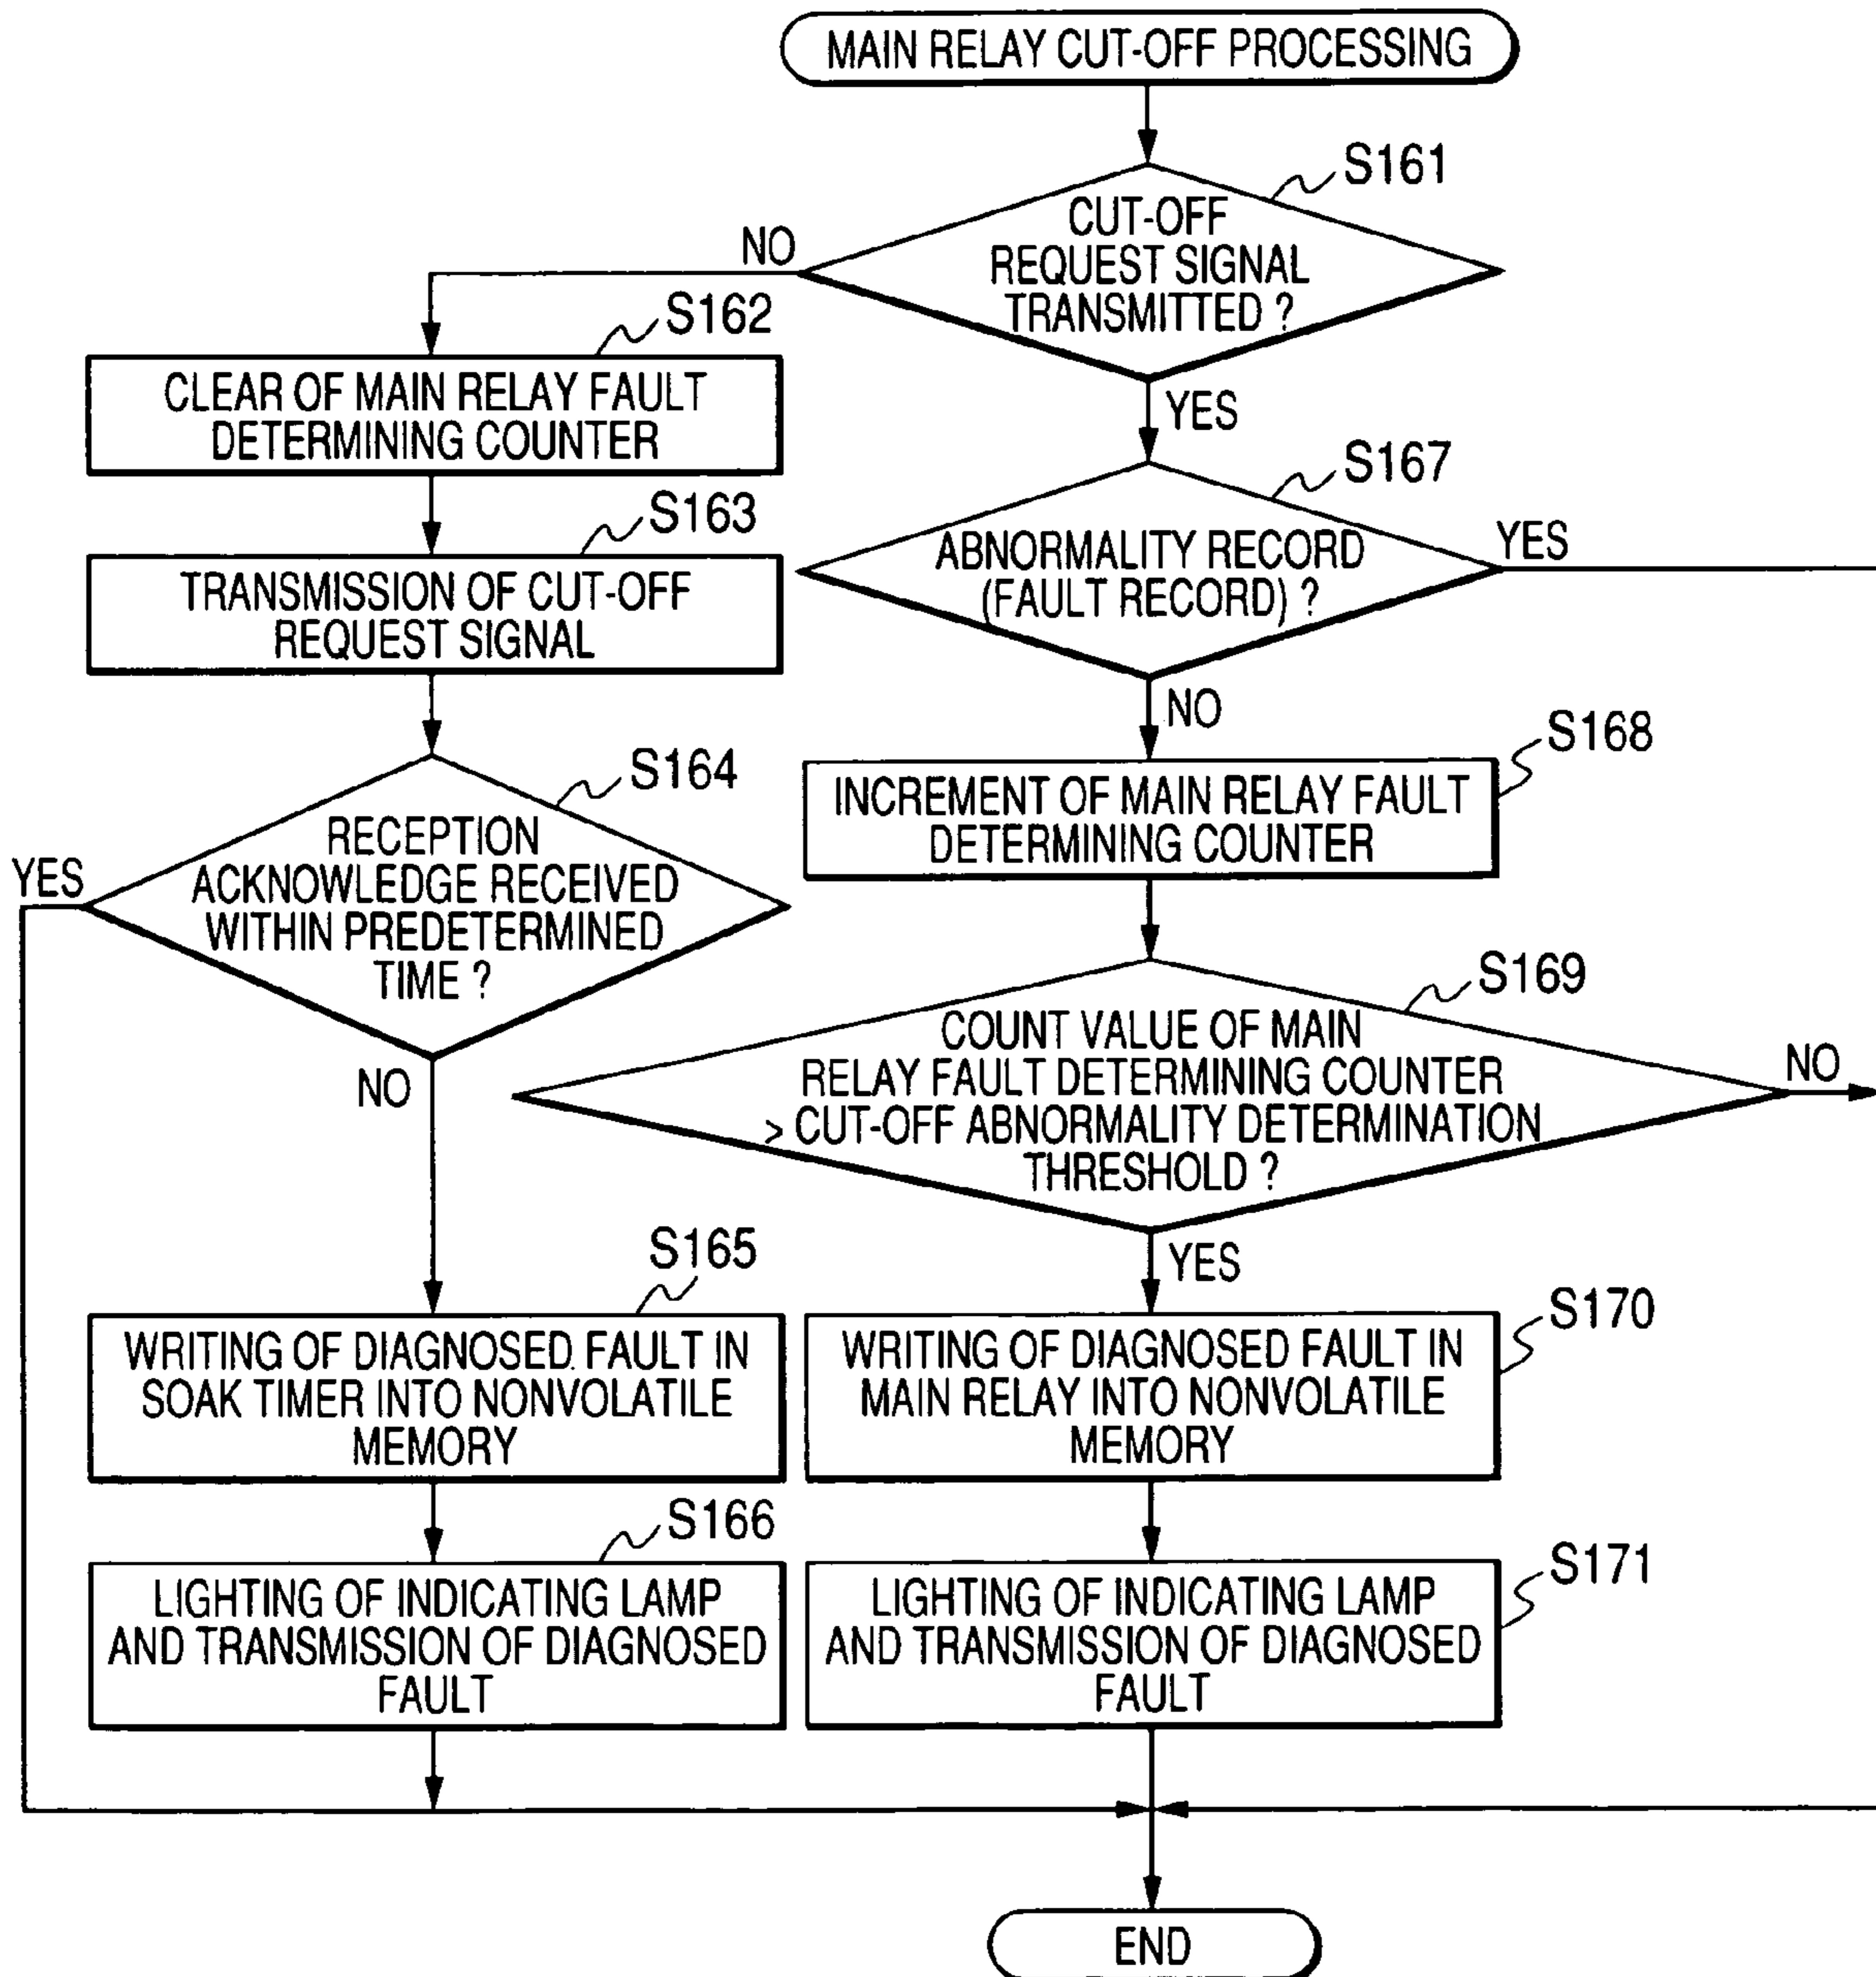 MAIN RELAY CUT-OFF PROCESSING
S161
CUT-OFF
REQUEST SIGNAL
TRANSMITTED ?
NO
YES
S162
CLEAR OF MAIN RELAY FAULT
DETERMINING COUNTER
S163
TRANSMISSION OF CUT-OFF
REQUEST SIGNAL
S164
RECEPTION
ACKNOWLEDGE RECEIVED
WITHIN PREDETERMINED
TIME ?
YES
NO
S165
WRITING OF DIAGNOSED FAULT IN
SOAK TIMER INTO NONVOLATILE
MEMORY
S166
LIGHTING OF INDICATING LAMP
AND TRANSMISSION OF DIAGNOSED
FAULT
S167
ABNORMALITY RECORD
(FAULT RECORD) ?
YES
NO
S168
INCREMENT OF MAIN RELAY FAULT
DETERMINING COUNTER
S169
COUNT VALUE OF MAIN
RELAY FAULT DETERMINING COUNTER
> CUT-OFF ABNORMALITY DETERMINATION
THRESHOLD ?
NO
YES
S170
WRITING OF DIAGNOSED FAULT IN
MAIN RELAY INTO NONVOLATILE
MEMORY
S171
LIGHTING OF INDICATING LAMP
AND TRANSMISSION OF DIAGNOSED
FAULT
END